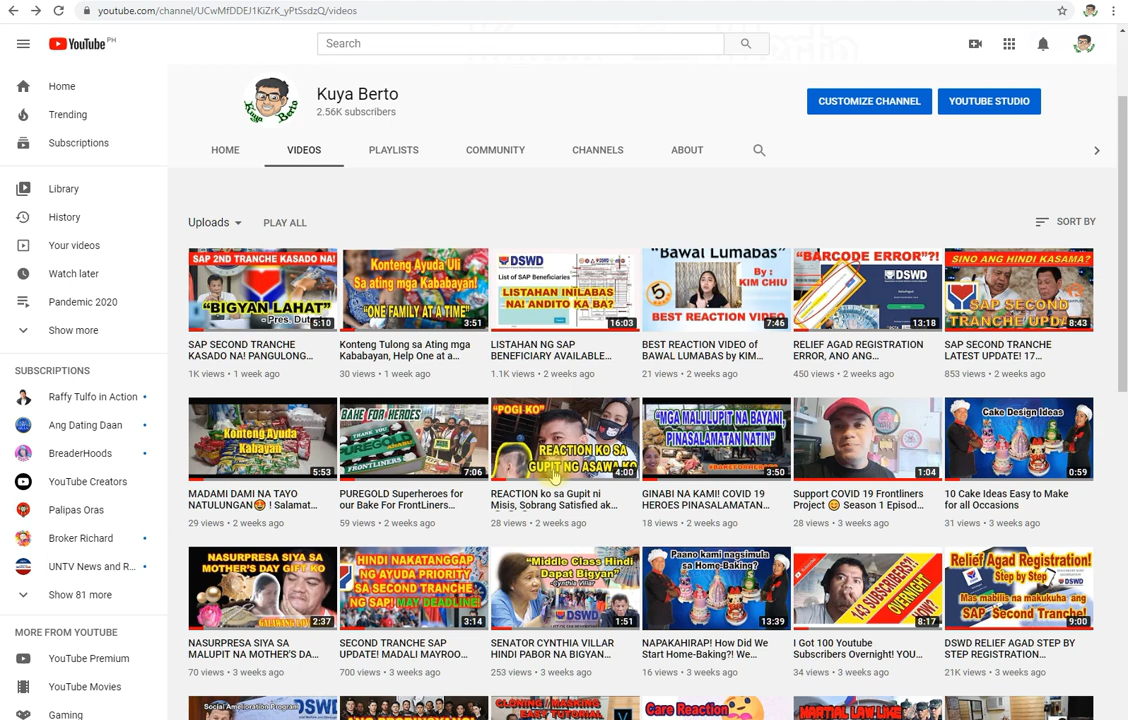 youtube.com/channel/UCwMfDDEJ1KiZrK_yPtSsdzQ/videos
YouTube PH
Search
Home
Trending
Subscriptions
Library
History
Your videos
Watch later
Pandemic 2020
Show more
SUBSCRIPTIONS
Raffy Tulfo in Action
Ang Dating Daan
BreaderHoods
YouTube Creators
Palipas Oras
Broker Richard
UNTV News and R...
Show 81 more
MORE FROM YOUTUBE
YouTube Premium
YouTube Movies
Gaming
Kuya Berto
Kuya Berto
2.56K subscribers
CUSTOMIZE CHANNEL
YOUTUBE STUDIO
HOME
VIDEOS
PLAYLISTS
COMMUNITY
CHANNELS
ABOUT
Uploads
PLAY ALL
SORT BY
SAP 2ND TRANCHE KASADO NA!
"BIGYAN LAHAT"
- Pres. Dut
5:10
SAP SECOND TRANCHE
KASADO NA! PANGULONG...
1K views • 1 week ago
Konteng Ayuda Uli
Sa ating mga Kababayan!
"ONE FAMILY AT A TIME"
3:51
Konteng Tulong sa Ating mga
Kababayan, Help One at a...
30 views • 1 week ago
DSWD
List of SAP Beneficiaries
LISTAHAN INILABAS
NA! ANDITO KA BA?
16:03
LISTAHAN NG SAP
BENEFICIARY AVAILABLE...
1.1K views • 2 weeks ago
"Bawal Lumabas"
By :
KIM CHIU
5
BEST REACTION VIDEO
7:46
BEST REACTION VIDEO of
BAWAL LUMABAS by KIM...
21 views • 2 weeks ago
"BARCODE ERROR"?!
DSWD
13:18
RELIEF AGAD REGISTRATION
ERROR, ANO ANG...
450 views • 2 weeks ago
SINO ANG HINDI KASAMA?
SAP SECOND
TRANCHE UPD
8:43
SAP SECOND TRANCHE
LATEST UPDATE! 17...
853 views • 2 weeks ago
Konteng Ayuda
Kabayan
5:53
MADAMI DAMI NA TAYO
NATULUNGAN🤩 ! Salamat...
29 views • 2 weeks ago
BAKE FOR HEROES
THANK YOU
FRONTLINERS
7:06
PUREGOLD Superheroes for
our Bake For FrontLiners...
59 views • 2 weeks ago
"POGI KO"
REACTION KO SA
GUPIT NG ASAWA KO
4:00
REACTION ko sa Gupit ni
Misis, Sobrang Satisfied ak...
28 views • 2 weeks ago
"MGA MALULUPIT NA BAYANI,
PINASALAMATAN NATIN"
3:50
GINABI NA KAMI! COVID 19
HEROES PINASALAMATAN...
18 views • 2 weeks ago
1:04
Support COVID 19 Frontliners
Project 😊 Season 1 Episod...
28 views • 3 weeks ago
Cake Design Ideas
0:59
10 Cake Ideas Easy to Make
for all Occasions
31 views • 3 weeks ago
NASURPRESA SIYA SA
MOTHER'S DAY GIFT KO
2:37
NASURPRESA SIYA SA
MALUPIT NA MOTHER'S DA...
70 views • 3 weeks ago
HINDI NAKATANGGAP
NG AYUDA PRIORITY
SA SECOND TRANCHE
NG SAP! MAY DEADLINE!
3:14
SECOND TRANCHE SAP
UPDATE! MADALI MAYROO...
700 views • 3 weeks ago
"Middle Class Hindi
Dapat Bigyan"
-Cynthia Villar
1:51
SENATOR CYNTHIA VILLAR
HINDI PABOR NA BIGYAN...
253 views • 3 weeks ago
Paano kami nagsimula
sa Home-Baking?
13:39
NAPAKAHIRAP! How Did We
Start Home-Baking?! We...
16 views • 3 weeks ago
143 SUBSCRIBERS?!
OVERNIGHT
HOW?
8:17
I Got 100 Youtube
Subscribers Overnight! YOU...
34 views • 3 weeks ago
Relief Agad Registration!
Step by Step
DSWD
Mas mabilis na makukuha ang
SAP Second Tranche!
9:00
DSWD RELIEF AGAD STEP BY
STEP REGISTRATION...
21K views • 3 weeks ago
Social Amelioration Program
DSWD
CLONING / MASKING
EASY TUTORIAL
Care Reaction
MARTIAL LAW LIKE